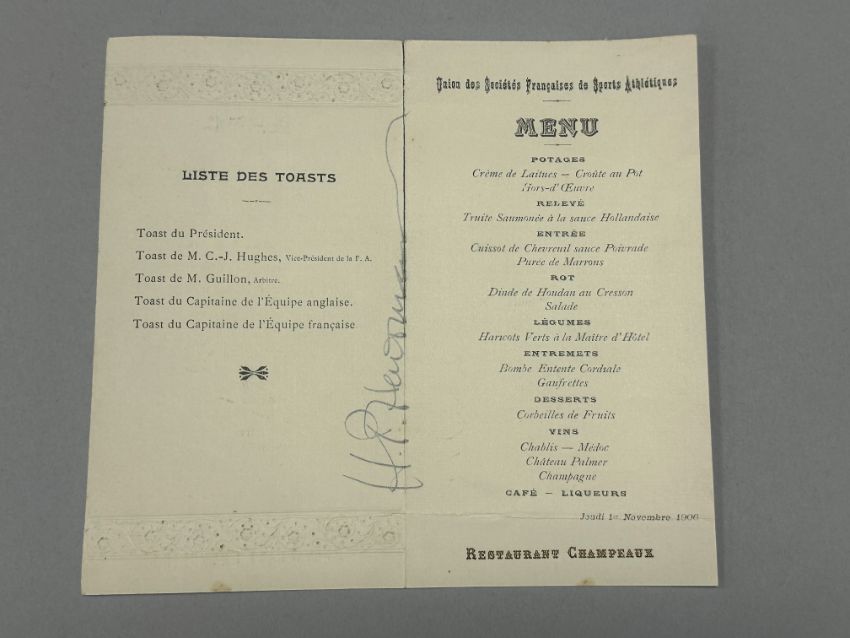 LISTE DES TOASTS
Toast du Président.
Toast de M. C.-J. Hughes, Vice-Président de la F. A.
Toast de M. Guillon, Arbitre.
Toast du Capitaine de l'Équipe anglaise.
Toast du Capitaine de l'Équipe française
H. P.
Union des Sociétés Françaises de Sports Athlétiques
MENU
POTAGES
Crème de Laitues — Croûte au Pot
Hors-d'Œuvre
RELEVÉ
Truite Saumonée à la sauce Hollandaise
ENTRÉE
Cuissot de Chevreuil sauce Poivrade
Purée de Marrons
ROT
Dinde de Houdan au Cresson
Salade
LÉGUMES
Haricots Verts à la Maître d'Hôtel
ENTREMETS
Bombe Entente Cordiale
Gaufrettes
DESSERTS
Corbeilles de Fruits
VINS
Chablis — Médoc
Château Palmer
Champagne
CAFÉ — LIQUEURS
Jeudi 1er Novembre 1906
RESTAURANT CHAMPEAUX